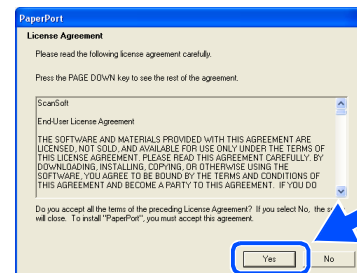 PaperPort
License Agreement
Please read the following license agreement carefully.
Press the PAGE DOWN key to see the rest of the agreement.
ScanSoft
End-User License Agreement
THE SOFTWARE AND MATERIALS PROVIDED WITH THIS AGREEMENT ARE
LICENSED, NOT SOLD, AND AVAILABLE FOR USE ONLY UNDER THE TERMS OF
THIS LICENSE AGREEMENT. PLEASE READ THIS AGREEMENT CAREFULLY. BY
DOWNLOADING, INSTALLING, COPYING, OR OTHERWISE USING THE
SOFTWARE, YOU AGREE TO BE BOUND BY THE TERMS AND CONDITIONS OF
THIS AGREEMENT AND BECOME A PARTY TO THIS AGREEMENT. IF YOU DO
Do you accept all the terms of the preceding License Agreement? If you select No, the
will close. To install "PaperPort", you must accept this agreement.
Yes
No